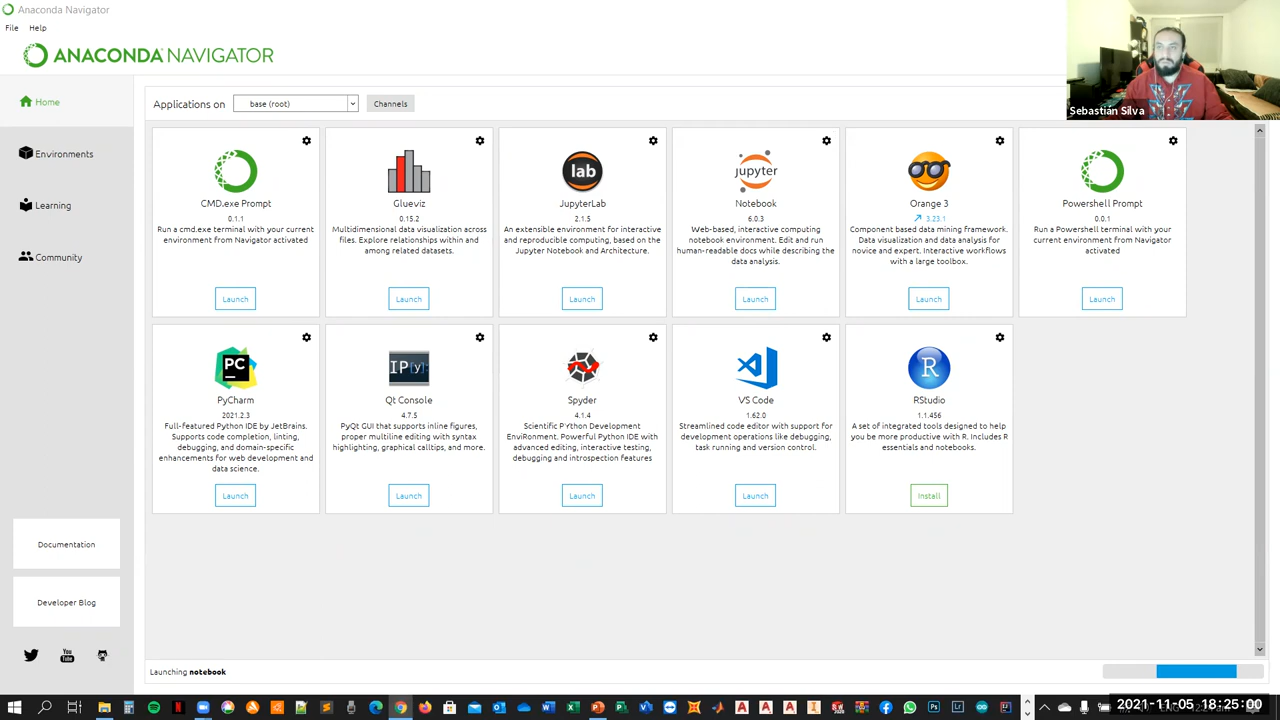 Anaconda Navigator
File Help
ANACONDA NAVIGATOR
Sebastián Silva
Home
Environments
Learning
Community
Applications on base (root) Channels
CMD.exe Prompt
0.1.1
Run a cmd.exe terminal with your current
environment from Navigator activated
Launch
Glueviz
0.15.2
Multidimensional data visualization across
files. Explore relationships within and
among related datasets.
Launch
lab
JupyterLab
2.1.5
An extensible environment for interactive
and reproducible computing, based on the
Jupyter Notebook and Architecture.
Launch
jupyter
Notebook
6.0.3
Web-based, interactive computing
notebook environment. Edit and run
human-readable docs while describing the
data analysis.
Launch
Orange 3
3.23.1
Component based data mining framework.
Data visualization and data analysis for
novice and expert. Interactive workflows
with a large toolbox.
Launch
Powershell Prompt
0.0.1
Run a Powershell terminal with your
current environment from Navigator
activated
Launch
PC
PyCharm
2021.2.3
Full-featured Python IDE by JetBrains.
Supports code completion, linting,
debugging, and domain-specific
enhancements for web development and
data science.
Launch
IP[y]:
Qt Console
4.7.5
PyQt GUI that supports inline figures,
proper multiline editing with syntax
highlighting, graphical calltips, and more.
Launch
Spyder
4.1.4
Scientific PYthon Development
EnviRonment. Powerful Python IDE with
advanced editing, interactive testing,
debugging and introspection features
Launch
VS Code
1.62.0
Streamlined code editor with support for
development operations like debugging,
task running and version control.
Launch
R
RStudio
1.1.456
A set of integrated tools designed to help
you be more productive with R. Includes R
essentials and notebooks.
Install
Documentation
Developer Blog
You
Tube
Launching notebook
2021-11-05 18:25:00